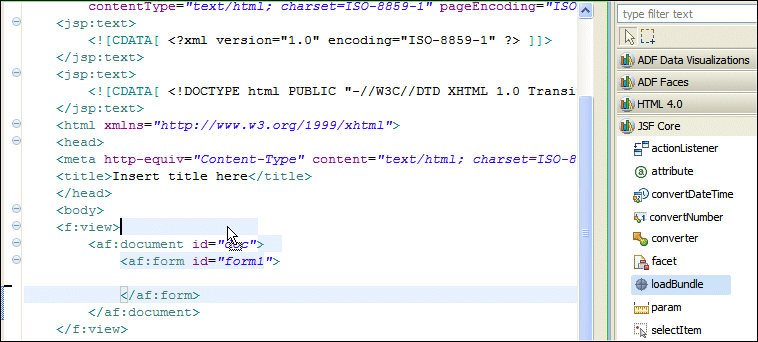 contentType="text/html; charset=ISO-8859-1" pageEncoding="ISO
<jsp:text>
<![CDATA[ <?xml version="1.0" encoding="ISO-8859-1" ?> ]]>
</jsp:text>
<jsp:text>
<![CDATA[ <!DOCTYPE html PUBLIC "-//W3C//DTD XHTML 1.0 Transi
</jsp:text>
<html xmlns="http://www.w3.org/1999/xhtml">
<head>
<meta http-equiv="Content-Type" content="text/html; charset=ISO-8
<title>Insert title here</title>
</head>
<body>
<f:view>
<af:document id="doc">
<af:form id="form1">
</af:form>
</af:document>
</f:view>
type filter text
ADF Data Visualizations
ADF Faces
HTML 4.0
JSF Core
actionListener
attribute
convertDateTime
convertNumber
converter
facet
loadBundle
param
selectItem